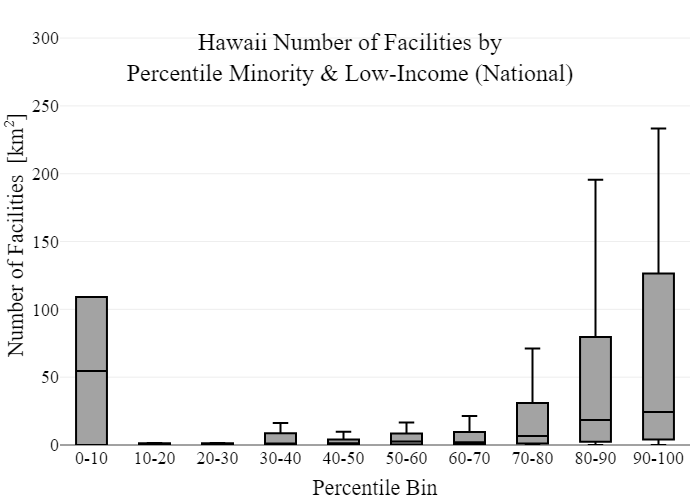 Hawaii Number of Facilities by
Percentile Minority & Low-Income (National)
Number of Facilities [km²]
300
250
200
150
100
50
0
0-10 10-20 20-30 30-40 40-50 50-60 60-70 70-80 80-90 90-100
Percentile Bin